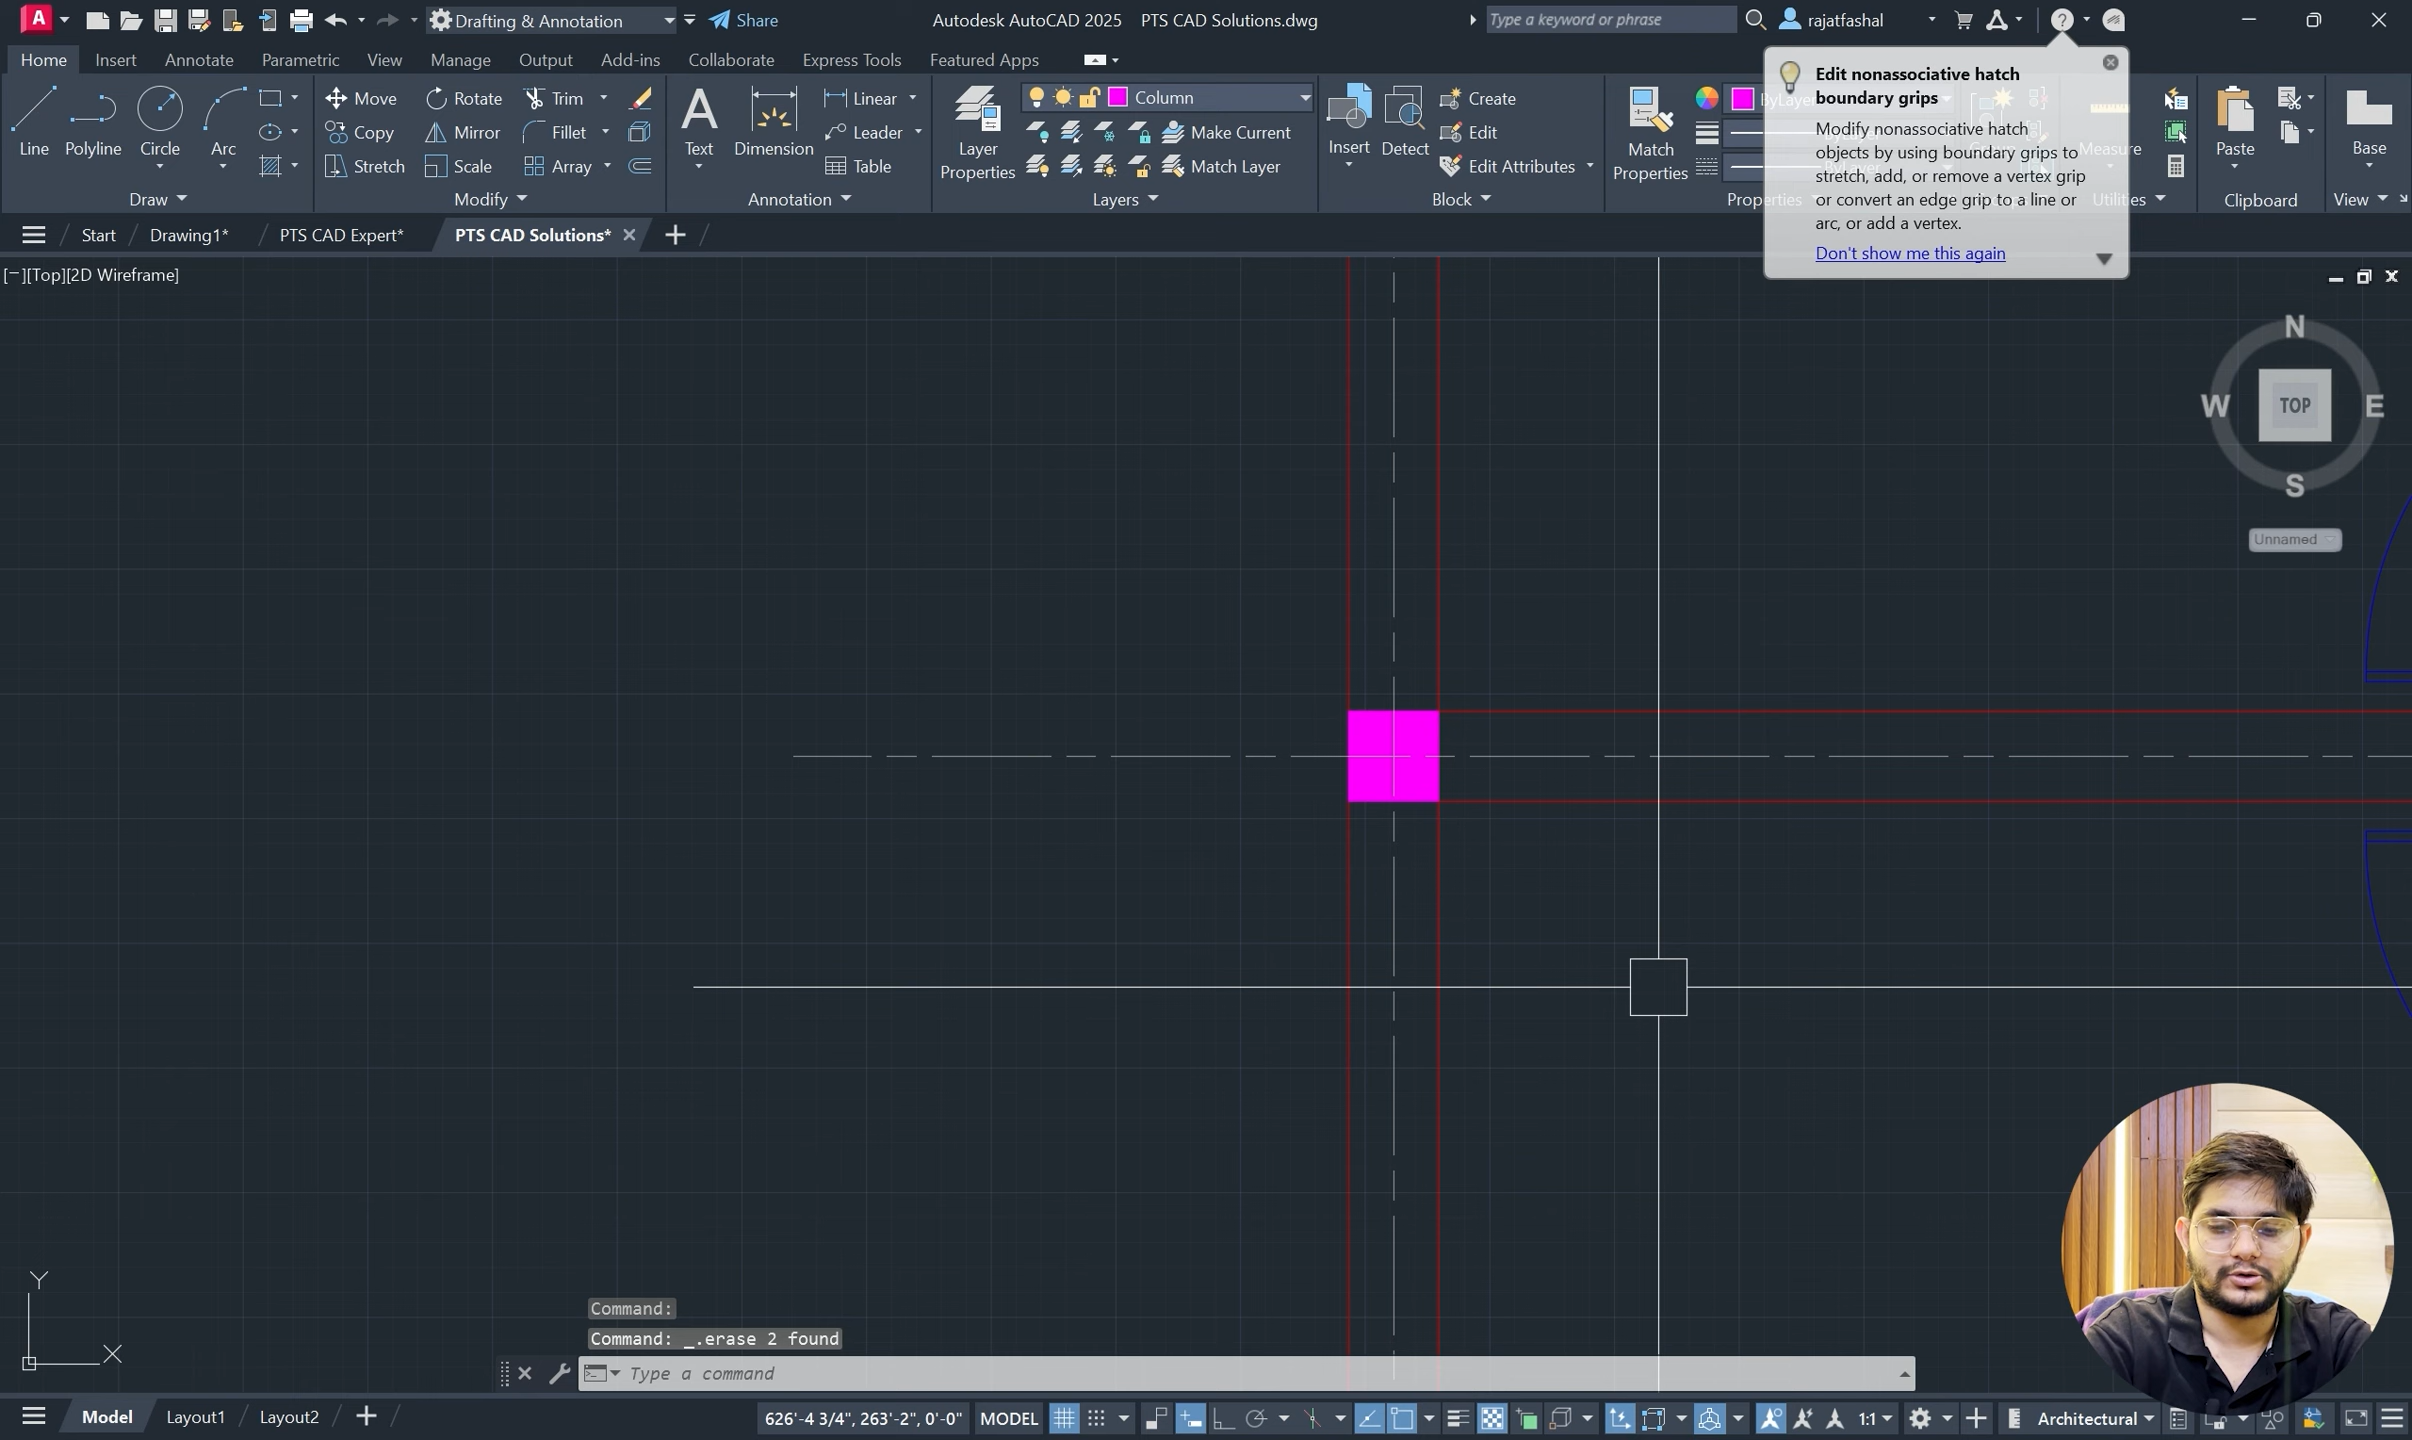 A
Drafting & Annotation
Share
Autodesk AutoCAD 2025 PTS CAD Solutions.dwg
Type a keyword or phrase
rajatfashal
?
Home Insert Annotate Parametric View Manage Output Add-ins Collaborate Express Tools Featured Apps
Line
Polyline
Circle
Arc
Draw
Move
Rotate
Trim
Copy
Mirror
Fillet
Stretch
Scale
Array
Modify
A
Text
Dimension
Linear
Leader
Table
Annotation
Layer
Properties
Column
Make Current
Match Layer
Layers
Insert
Detect
Create
Edit
Edit Attributes
Block
Match
Properties
Properties
Edit nonassociative hatch
boundary grips
Modify nonassociative hatch
objects by using boundary grips to
stretch, add, or remove a vertex grip
or convert an edge grip to a line or
arc, or add a vertex.
Don't show me this again
Measure
Utilities
Paste
Clipboard
Base
View
Start Drawing1* PTS CAD Expert* PTS CAD Solutions*
[−][Top][2D Wireframe]
N
W TOP E
S
Unnamed
Y
X
Command:
Command: _.erase 2 found
Type a command
Model Layout1 Layout2
626'-4 3/4", 263'-2", 0'-0" MODEL
1:1
Architectural